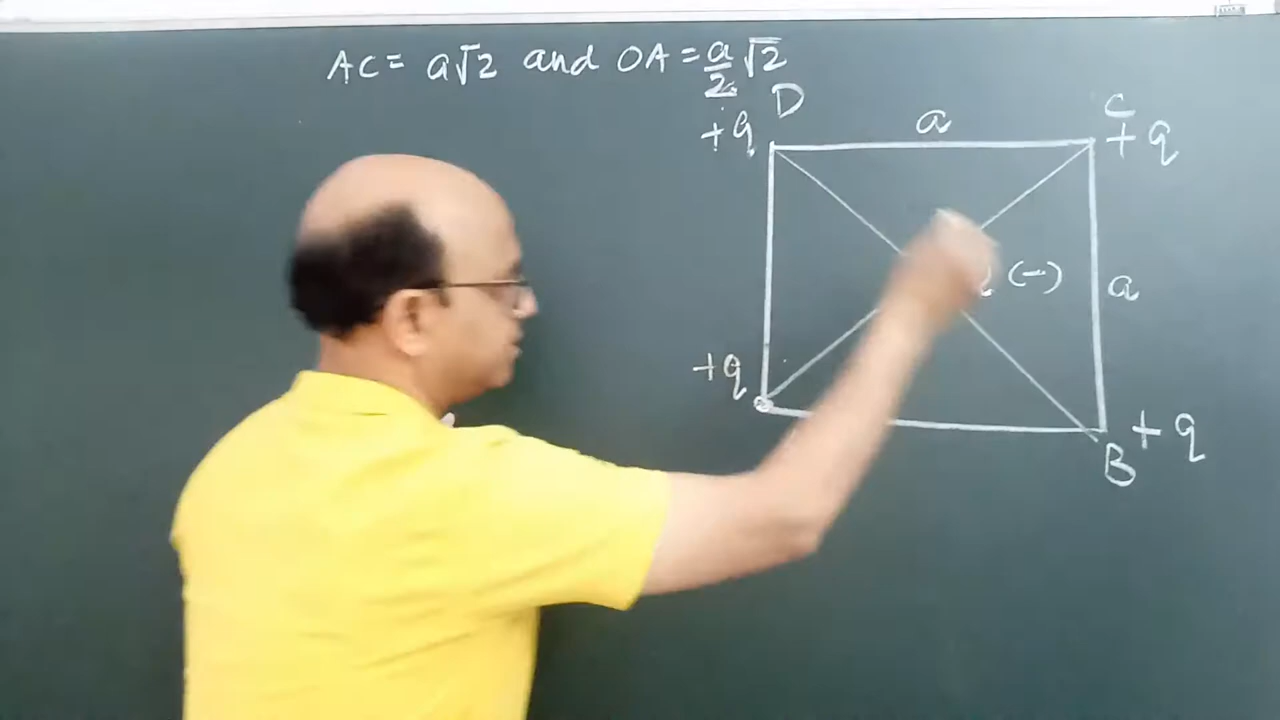 AC = a√2 and OA = a/2 √2
D
C
+q
a
+q
(-)
a
+q
+q
B